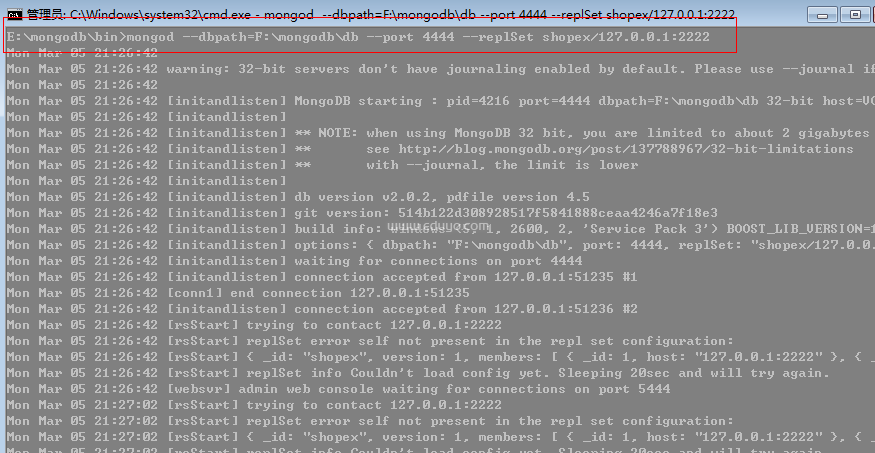 管理员: C:\Windows\system32\cmd.exe - mongod  --dbpath=F:\mongodb\db --port 4444 --replSet shopex/127.0.0.1:2222
E:\mongodb\bin>mongod --dbpath=F:\mongodb\db --port 4444 --replSet shopex/127.0.0.1:2222
Mon Mar 05 21:26:42
Mon Mar 05 21:26:42 warning: 32-bit servers don't have journaling enabled by default. Please use --journal if
Mon Mar 05 21:26:42
Mon Mar 05 21:26:42 [initandlisten] MongoDB starting : pid=4216 port=4444 dbpath=F:\mongodb\db 32-bit host=VC
Mon Mar 05 21:26:42 [initandlisten]
Mon Mar 05 21:26:42 [initandlisten] ** NOTE: when using MongoDB 32 bit, you are limited to about 2 gigabytes
Mon Mar 05 21:26:42 [initandlisten] **       see http://blog.mongodb.org/post/137788967/32-bit-limitations
Mon Mar 05 21:26:42 [initandlisten] **       with --journal, the limit is lower
Mon Mar 05 21:26:42 [initandlisten]
Mon Mar 05 21:26:42 [initandlisten] db version v2.0.2, pdfile version 4.5
Mon Mar 05 21:26:42 [initandlisten] git version: 514b122d308928517f5841888ceaa4246a7f18e3
www.cduyo.com
Mon Mar 05 21:26:42 [initandlisten] build info: 1, 2600, 2, 'Service Pack 3') BOOST_LIB_VERSION=1
Mon Mar 05 21:26:42 [initandlisten] options: { dbpath: "F:\mongodb\db", port: 4444, replSet: "shopex/127.0.
Mon Mar 05 21:26:42 [initandlisten] waiting for connections on port 4444
Mon Mar 05 21:26:42 [initandlisten] connection accepted from 127.0.0.1:51235 #1
Mon Mar 05 21:26:42 [conn1] end connection 127.0.0.1:51235
Mon Mar 05 21:26:42 [initandlisten] connection accepted from 127.0.0.1:51236 #2
Mon Mar 05 21:26:42 [rsStart] trying to contact 127.0.0.1:2222
Mon Mar 05 21:26:42 [rsStart] replSet error self not present in the repl set configuration:
Mon Mar 05 21:26:42 [rsStart] { _id: "shopex", version: 1, members: [ { _id: 1, host: "127.0.0.1:2222" }, { _
Mon Mar 05 21:26:42 [rsStart] replSet info Couldn't load config yet. Sleeping 20sec and will try again.
Mon Mar 05 21:26:42 [websvr] admin web console waiting for connections on port 5444
Mon Mar 05 21:27:02 [rsStart] trying to contact 127.0.0.1:2222
Mon Mar 05 21:27:02 [rsStart] replSet error self not present in the repl set configuration:
Mon Mar 05 21:27:02 [rsStart] { _id: "shopex", version: 1, members: [ { _id: 1, host: "127.0.0.1:2222" }, { _
Mon Mar 05 21:27:02 [rsStart] replSet info Couldn't load config yet. Sleeping 20sec and will try again.